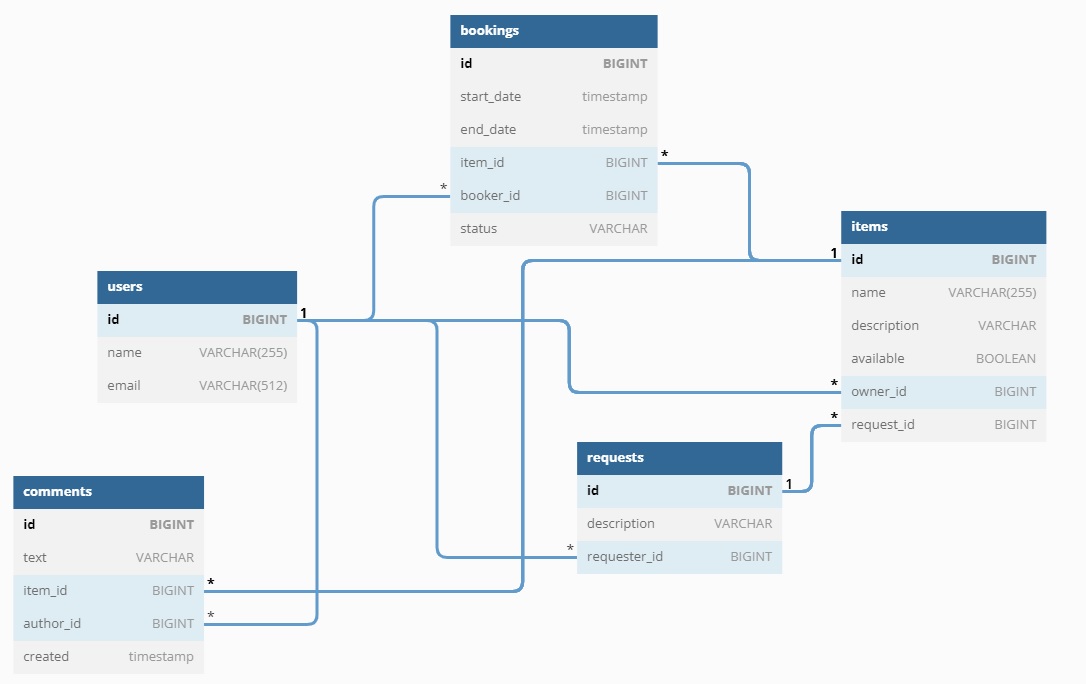 bookings
id BIGINT
start_date timestamp
end_date timestamp
item_id BIGINT *
* booker_id BIGINT
status VARCHAR
items
1 id BIGINT
name VARCHAR(255)
description VARCHAR
available BOOLEAN
* owner_id BIGINT
* request_id BIGINT
users
id BIGINT 1
name VARCHAR(255)
email VARCHAR(512)
requests
id BIGINT 1
description VARCHAR
* requester_id BIGINT
comments
id BIGINT
text VARCHAR
item_id BIGINT *
author_id BIGINT *
created timestamp